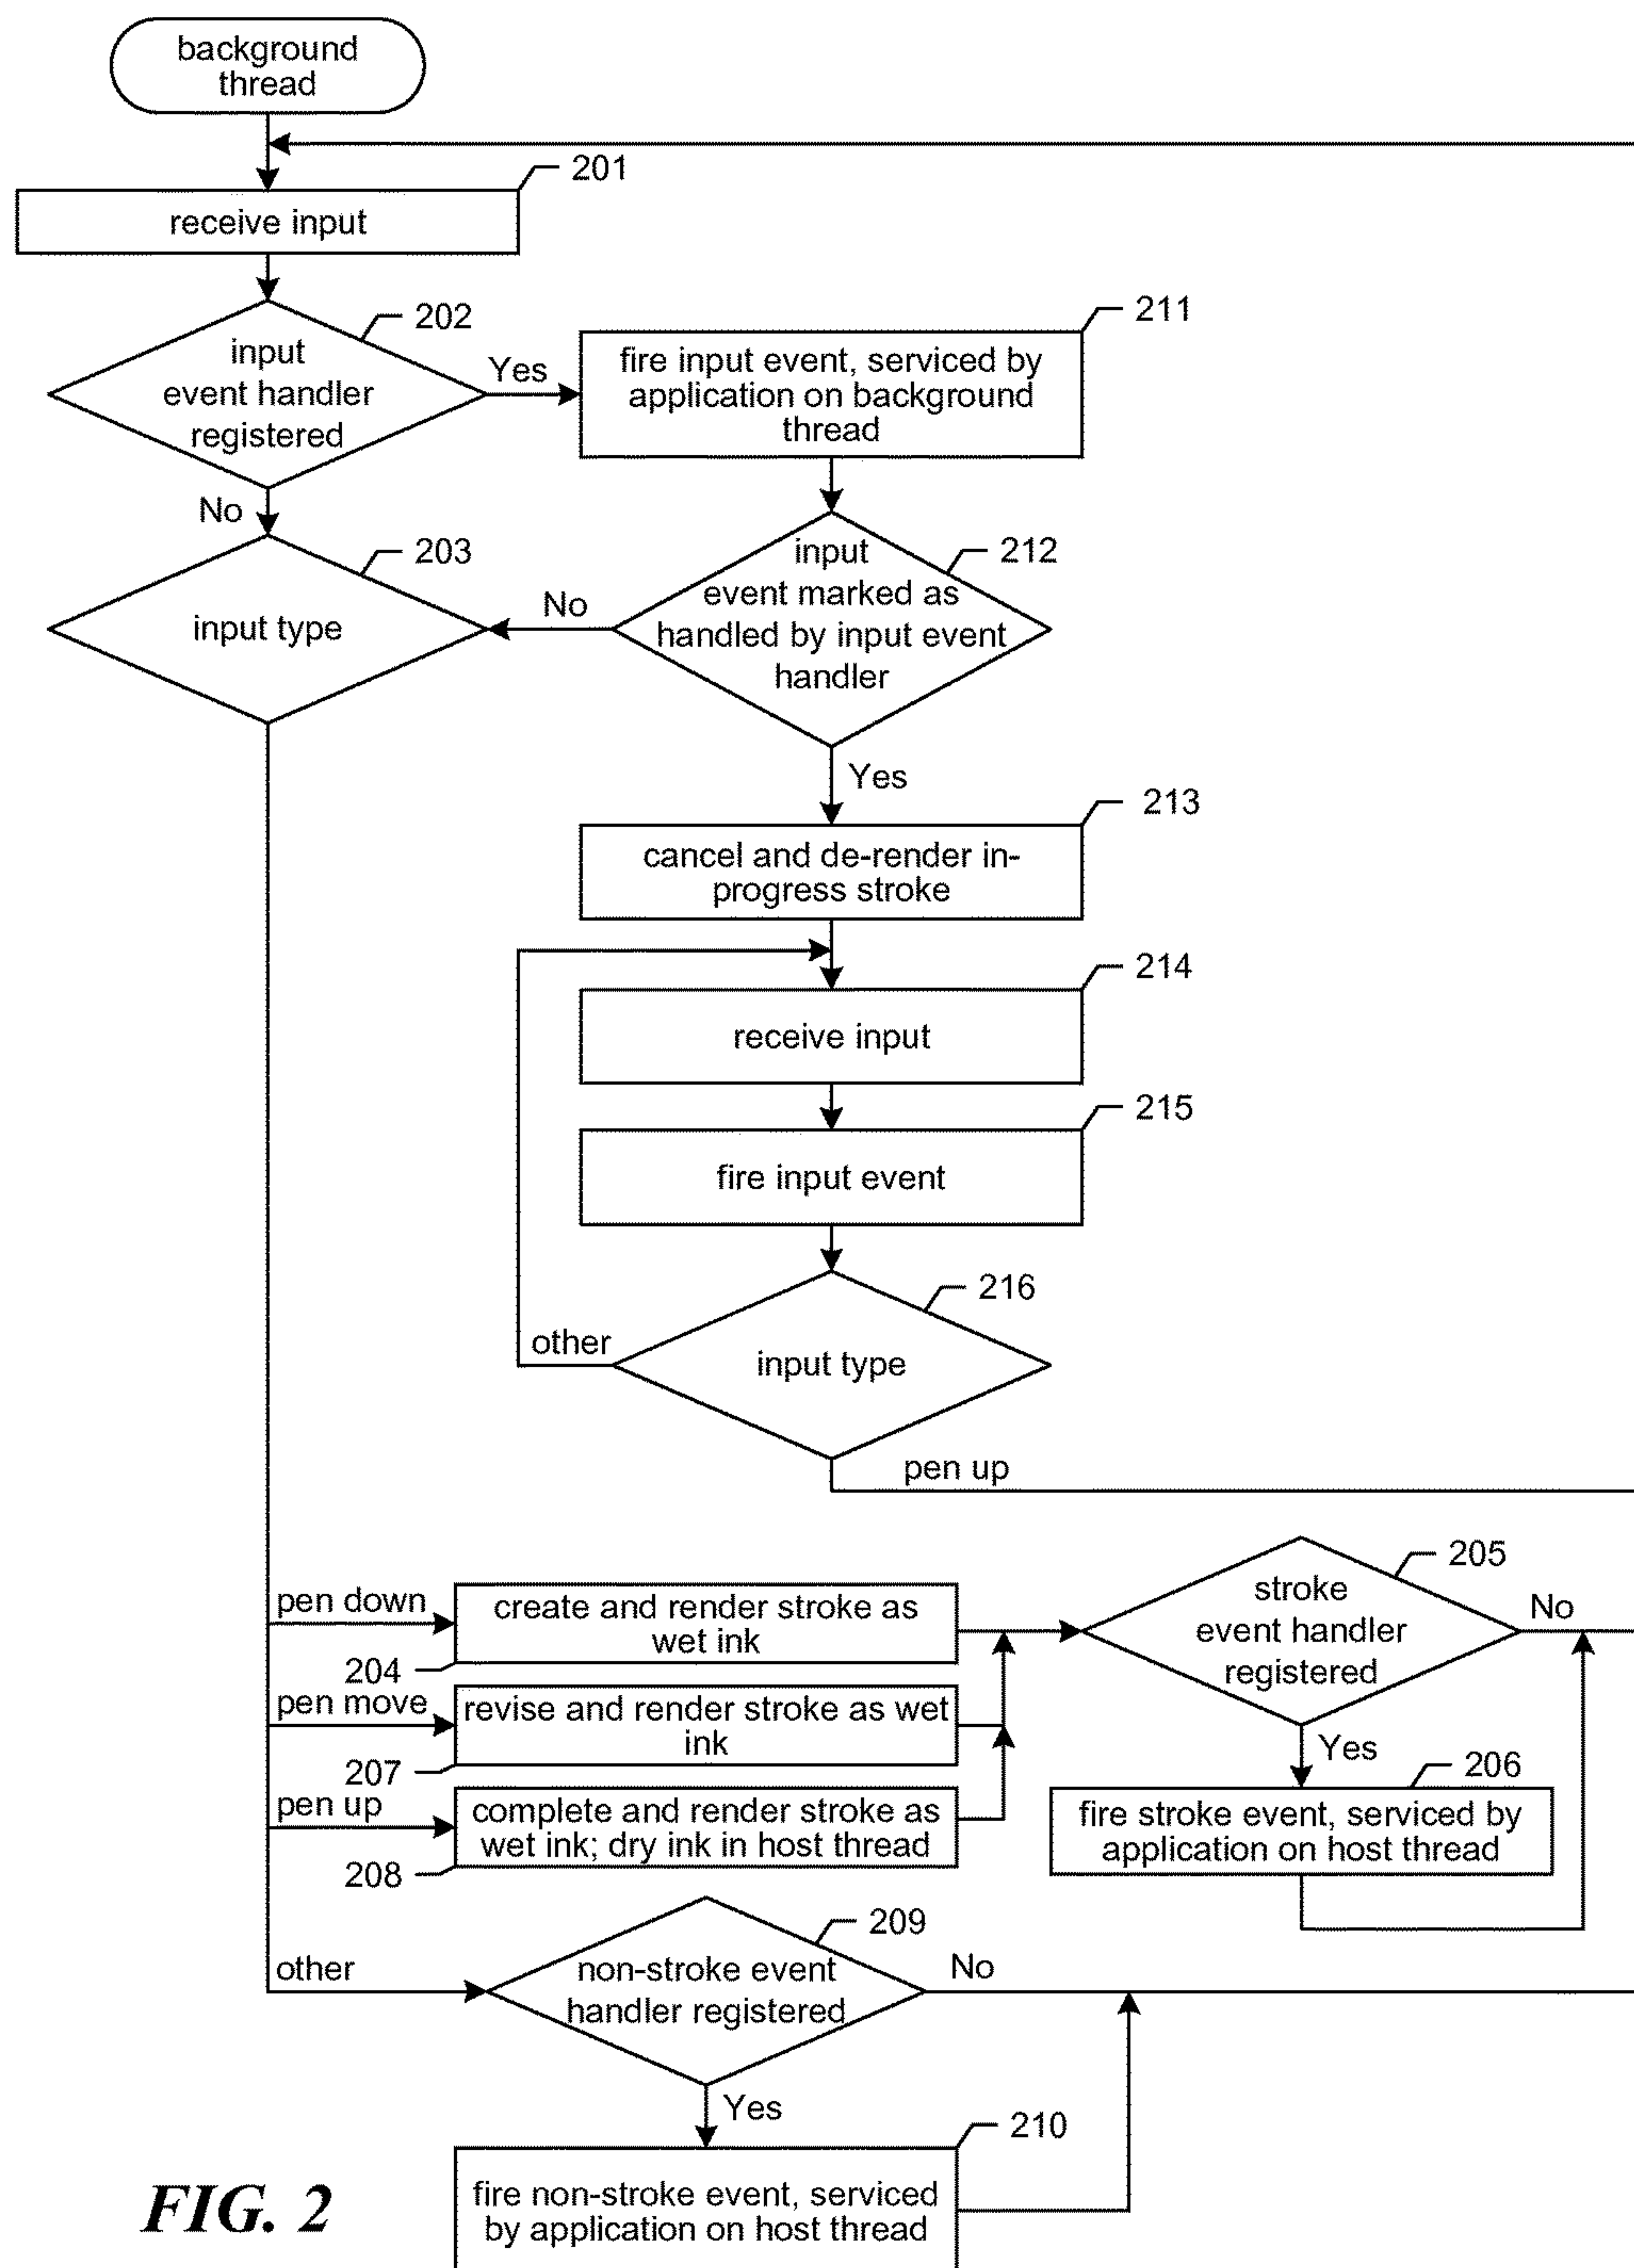 background
thread
201
receive input
202
input
event handler
registered
Yes
211
fire input event, serviced by
application on background
thread
No
203
input type
212
input
event marked as
handled by input event
handler
No
Yes
213
cancel and de-render in-
progress stroke
214
receive input
215
fire input event
216
input type
other
pen up
pen down
create and render stroke as
wet ink
204
pen move
revise and render stroke as wet
ink
207
pen up
complete and render stroke as
wet ink; dry ink in host thread
208
205
stroke
event handler
registered
No
Yes
206
fire stroke event, serviced by
application on host thread
other
209
non-stroke event
handler registered
No
Yes
210
fire non-stroke event, serviced
by application on host thread
FIG. 2